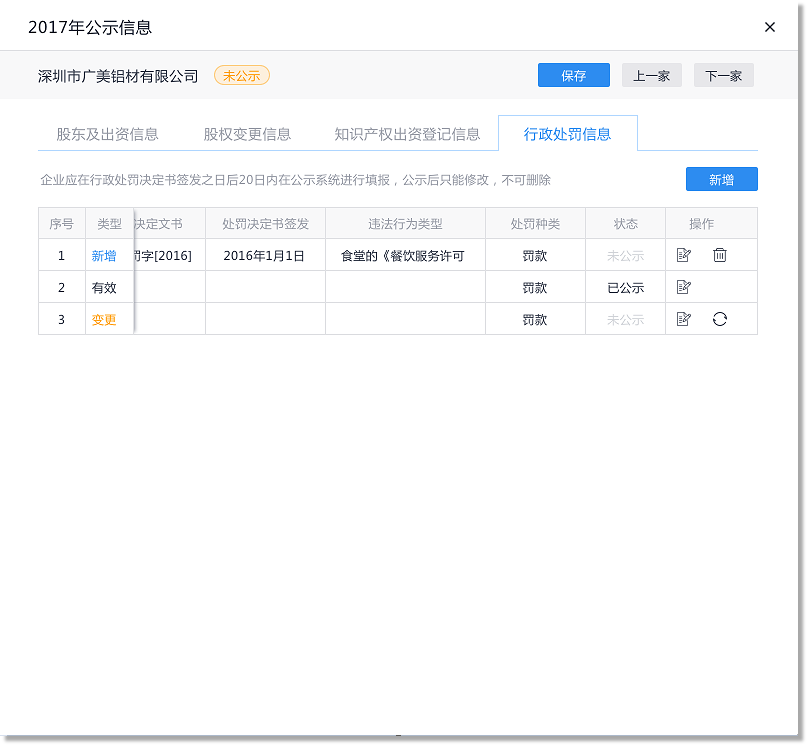 2017年公示信息
深圳市广美铝材有限公司 未公示 保存 上一家 下一家
股东及出资信息 股权变更信息 知识产权出资登记信息 行政处罚信息
企业应在行政处罚决定书签发之日后20日内在公示系统进行填报，公示后只能修改，不可删除 新增
序号 类型 决定文书 处罚决定书签发 违法行为类型 处罚种类 状态 操作
1 新增 字[2016] 2016年1月1日 食堂的《餐饮服务许可 罚款 未公示
2 有效 罚款 已公示
3 变更 罚款 未公示